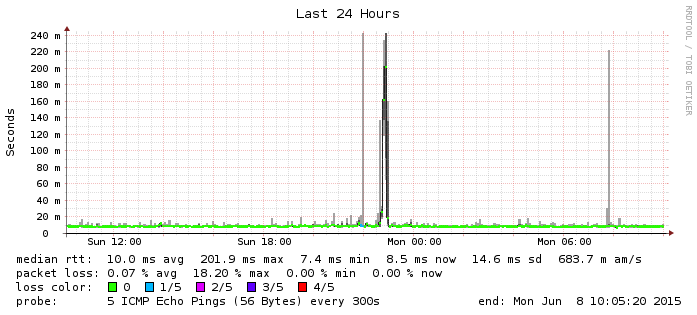 Last 24 Hours
RRDTOOL / TOBI OETIKER
Seconds
240 m
220 m
200 m
180 m
160 m
140 m
120 m
100 m
80 m
60 m
40 m
20 m
0
Sun 12:00 Sun 18:00 Mon 00:00 Mon 06:00
median rtt: 10.0 ms avg 201.9 ms max 7.4 ms min 8.5 ms now 14.6 ms sd 683.7 m am/s
packet loss: 0.07 % avg 18.20 % max 0.00 % min 0.00 % now
loss color: 0 1/5 2/5 3/5 4/5
probe: 5 ICMP Echo Pings (56 Bytes) every 300s end: Mon Jun 8 10:05:20 2015